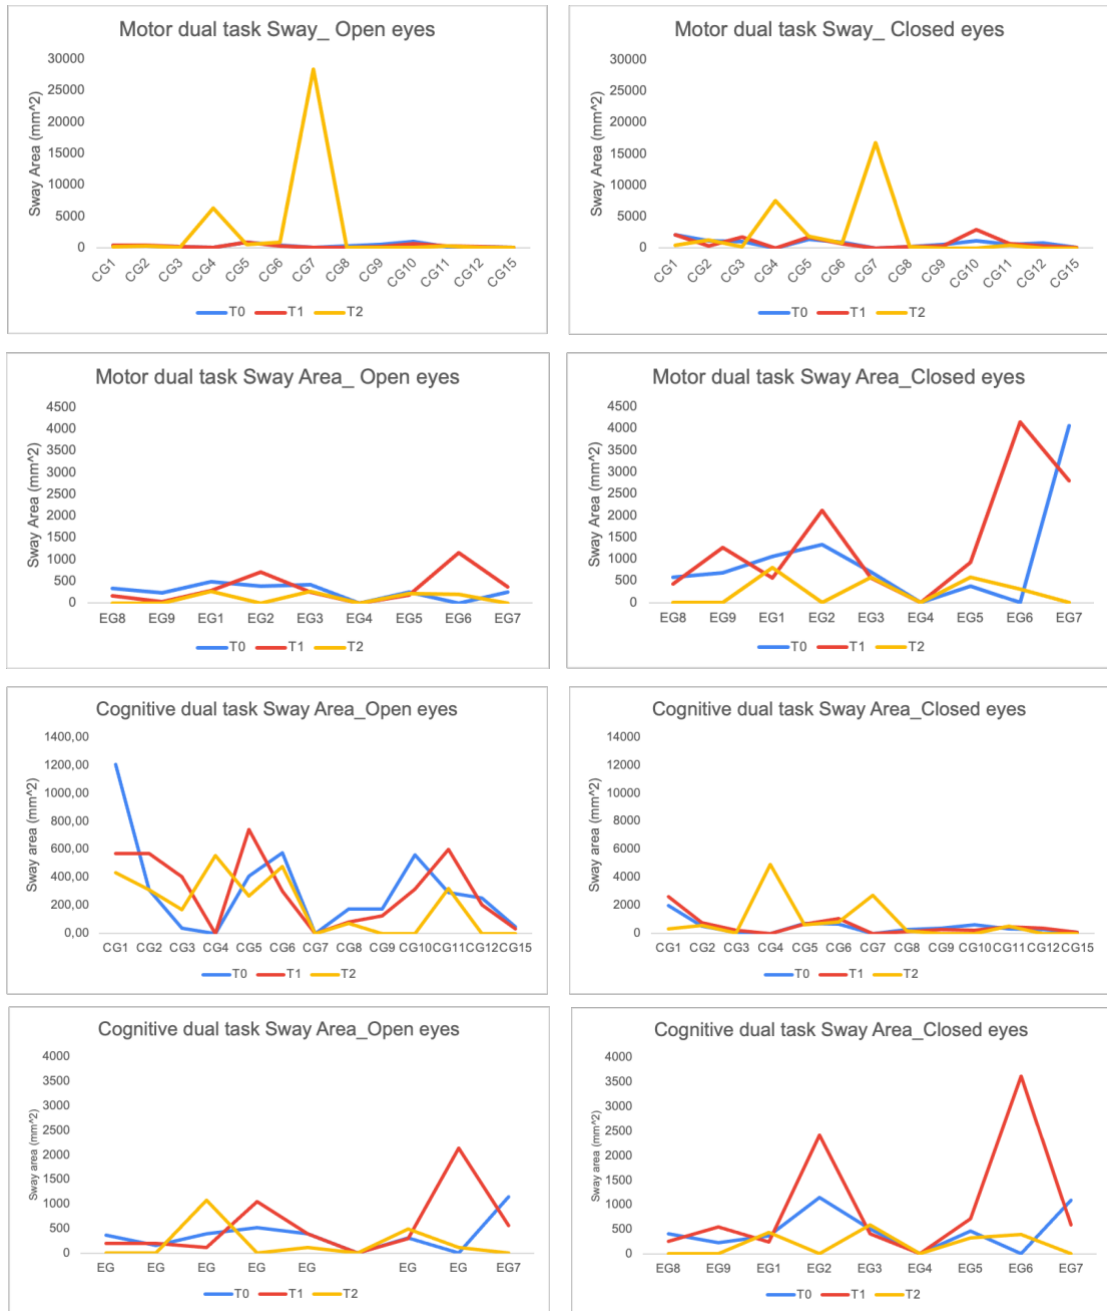 Motor dual task Sway_ Open eyes
Sway Area (mm^2)
30000
25000
20000
15000
10000
5000
0
CG1 CG2 CG3 CG4 CG5 CG6 CG7 CG8 CG9 CG10 CG11 CG12 CG15
T0 T1 T2
Motor dual task Sway_ Closed eyes
Sway Area (mm^2)
30000
25000
20000
15000
10000
5000
0
CG1 CG2 CG3 CG4 CG5 CG6 CG7 CG8 CG9 CG10 CG11 CG12 CG15
T0 T1 T2
Motor dual task Sway Area_ Open eyes
Sway Area (mm^2)
4500
4000
3500
3000
2500
2000
1500
1000
500
0
EG8 EG9 EG1 EG2 EG3 EG4 EG5 EG6 EG7
T0 T1 T2
Motor dual task Sway Area_Closed eyes
Sway Area (mm^2)
4500
4000
3500
3000
2500
2000
1500
1000
500
0
EG8 EG9 EG1 EG2 EG3 EG4 EG5 EG6 EG7
T0 T1 T2
Cognitive dual task Sway Area_Open eyes
Sway area (mm^2)
1400,00
1200,00
1000,00
800,00
600,00
400,00
200,00
0,00
CG1 CG2 CG3 CG4 CG5 CG6 CG7 CG8 CG9 CG10 CG11 CG12 CG15
T0 T1 T2
Cognitive dual task Sway Area_Closed eyes
Sway area (mm^2)
14000
12000
10000
8000
6000
4000
2000
0
CG1 CG2 CG3 CG4 CG5 CG6 CG7 CG8 CG9 CG10 CG11 CG12 CG15
T0 T1 T2
Cognitive dual task Sway Area_Open eyes
Sway area (mm^2)
4000
3500
3000
2500
2000
1500
1000
500
0
EG EG EG EG EG EG EG EG7
T0 T1 T2
Cognitive dual task Sway Area_Closed eyes
Sway area (mm^2)
4000
3500
3000
2500
2000
1500
1000
500
0
EG8 EG9 EG1 EG2 EG3 EG4 EG5 EG6 EG7
T0 T1 T2